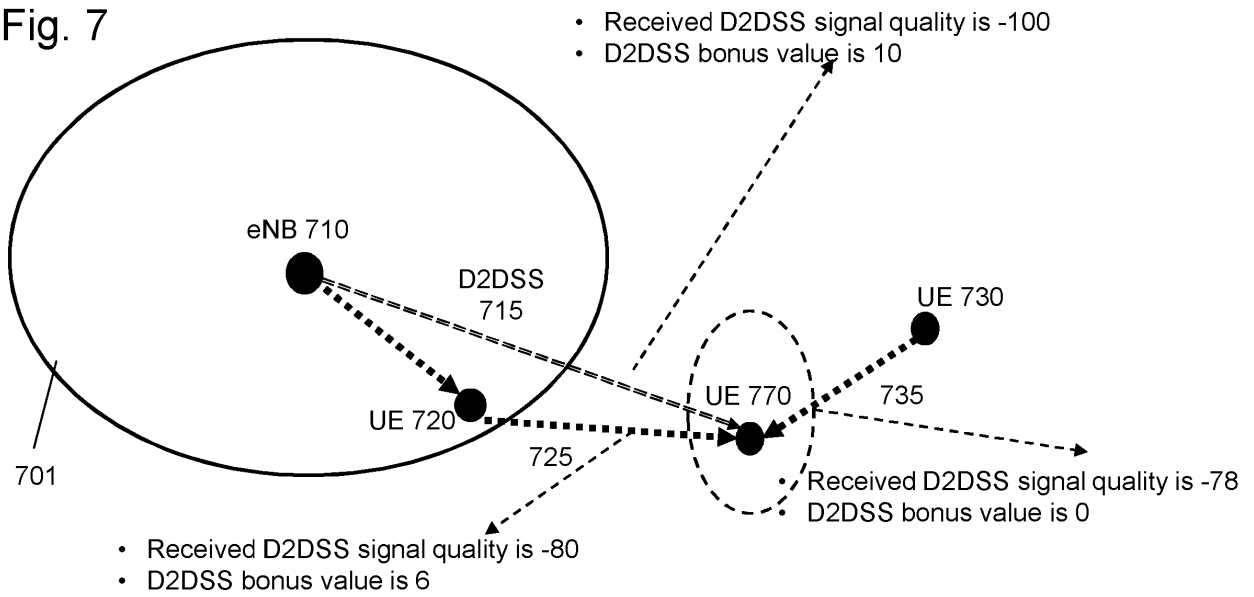 Fig. 7
• Received D2DSS signal quality is -100
• D2DSS bonus value is 10
eNB 710
D2DSS
715
UE 730
UE 770
735
UE 720
725
701
• Received D2DSS signal quality is -78
• D2DSS bonus value is 0
• Received D2DSS signal quality is -80
• D2DSS bonus value is 6